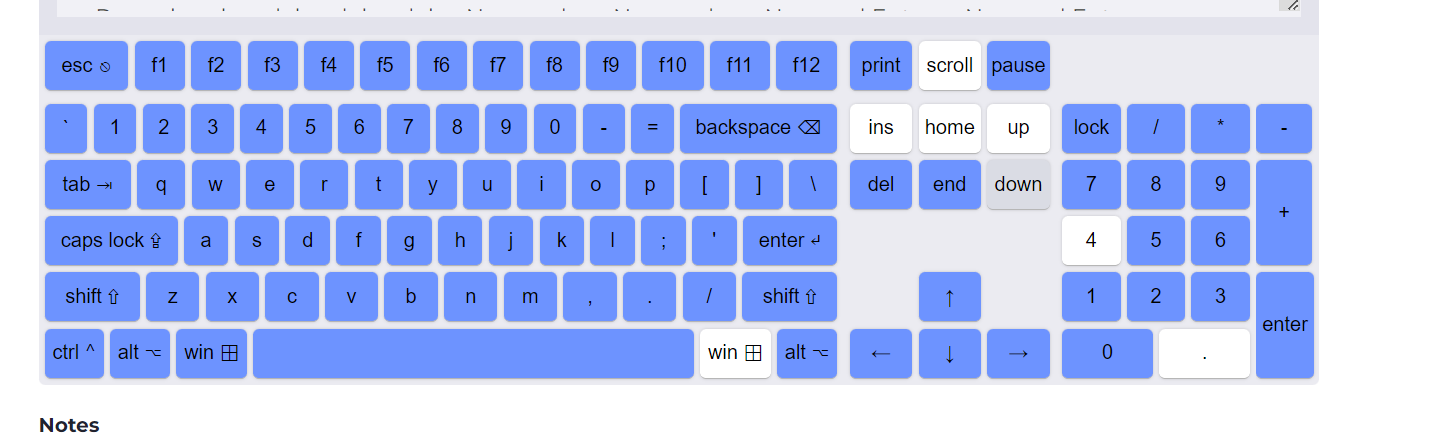 esc ⎋ f1 f2 f3 f4 f5 f6 f7 f8 f9 f10 f11 f12 print scroll pause
` 1 2 3 4 5 6 7 8 9 0 - = backspace ⌫ ins home up lock / * -
tab ⇥ q w e r t y u i o p [ ] \ del end down 7 8 9 +
caps lock ⇪ a s d f g h j k l ; ' enter ↲ 4 5 6
shift ⇧ z x c v b n m , . / shift ⇧ ↑ 1 2 3 enter
ctrl ^ alt ⌥ win ⊞ win ⊞ alt ⌥ ← ↓ → 0 .
Notes